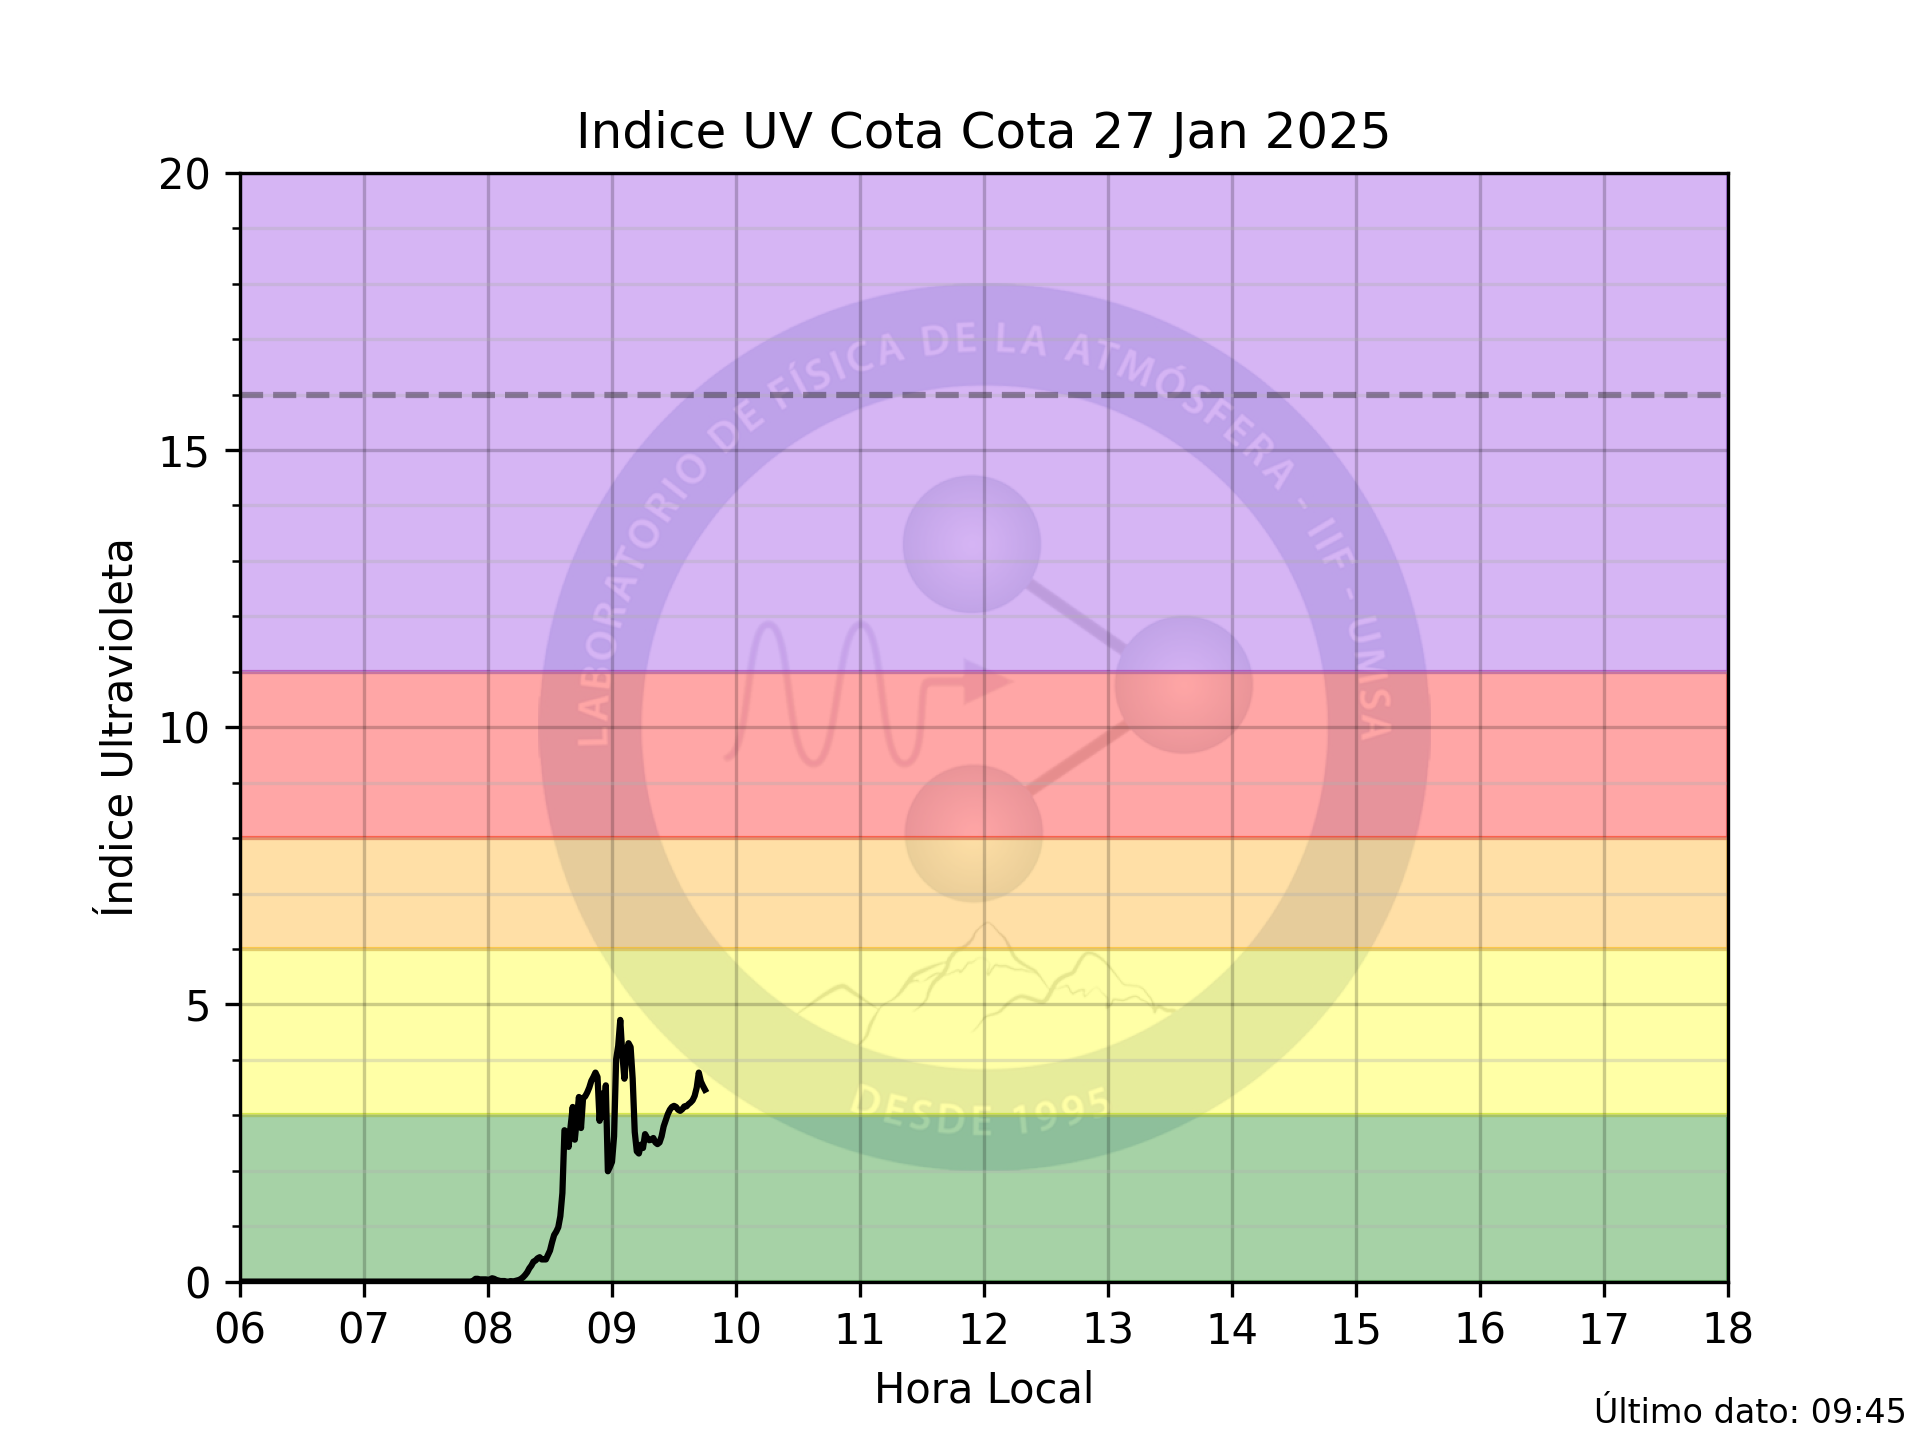 Indice UV Cota Cota 27 Jan 2025
20
15
10
5
0
Índice Ultravioleta
LABORATORIO DE FÍSICA DE LA ATMÓSFERA - IIF - UMSA
DESDE 1995
06 07 08 09 10 11 12 13 14 15 16 17 18
Hora Local
Último dato: 09:45